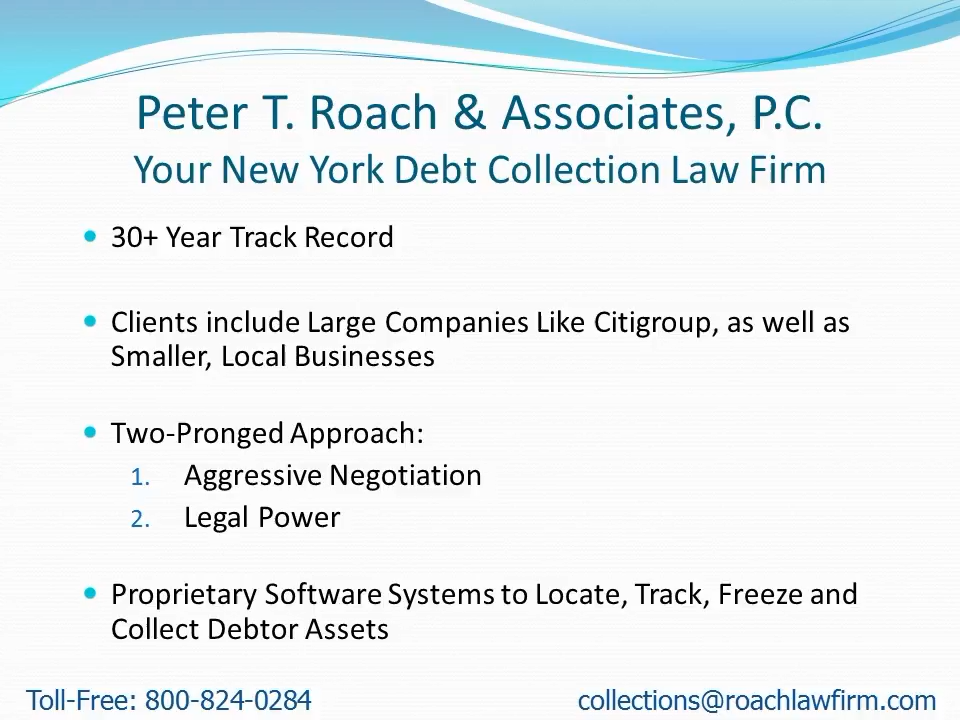 Peter T. Roach & Associates, P.C.
Your New York Debt Collection Law Firm
• 30+ Year Track Record
• Clients include Large Companies Like Citigroup, as well as
Smaller, Local Businesses
• Two-Pronged Approach:
1. Aggressive Negotiation
2. Legal Power
• Proprietary Software Systems to Locate, Track, Freeze and
Collect Debtor Assets
Toll-Free: 800-824-0284
collections@roachlawfirm.com